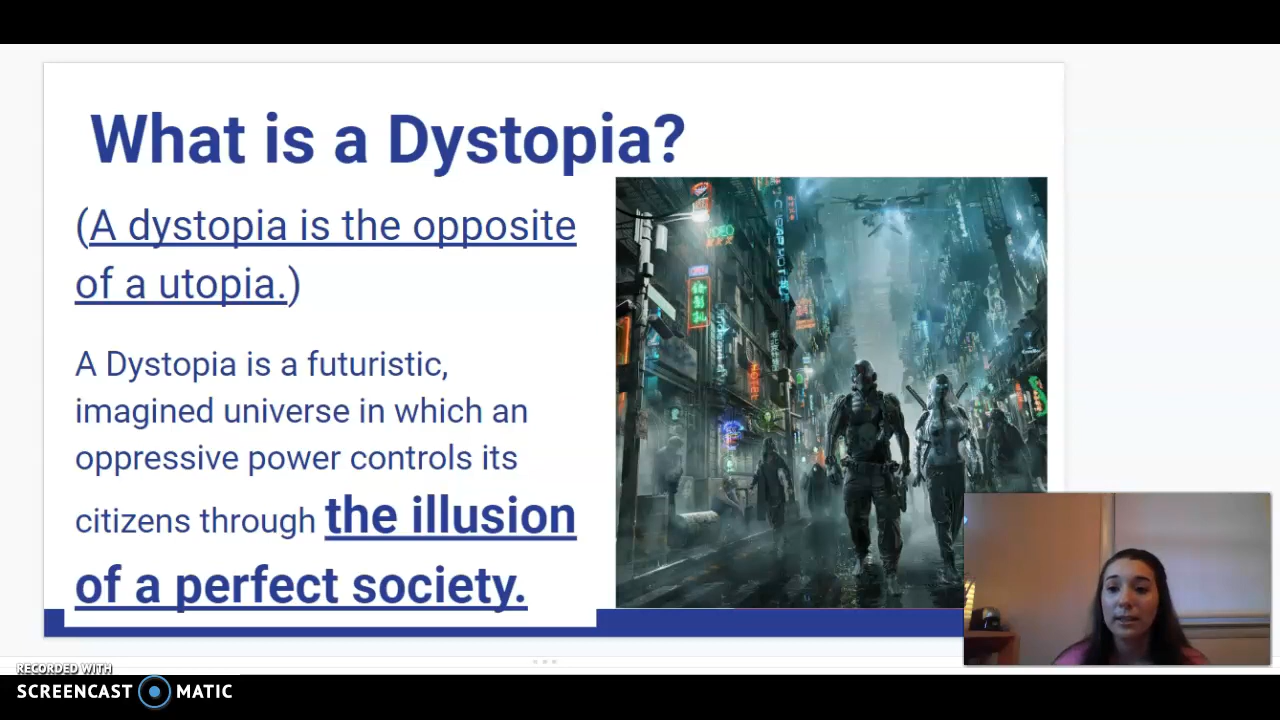 What is a Dystopia?
(A dystopia is the opposite
of a utopia.)
A Dystopia is a futuristic,
imagined universe in which an
oppressive power controls its
citizens through the illusion
of a perfect society.
VIDEO
RECORDED WITH
SCREENCAST MATIC